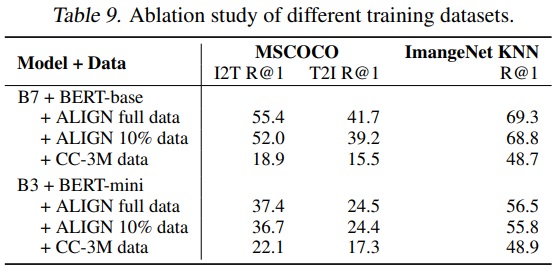 Table 9. Ablation study of different training datasets.
Model + Data MSCOCO ImangeNet KNN
I2T R@1 T2I R@1 R@1
B7 + BERT-base
+ ALIGN full data 55.4 41.7 69.3
+ ALIGN 10% data 52.0 39.2 68.8
+ CC-3M data 18.9 15.5 48.7
B3 + BERT-mini
+ ALIGN full data 37.4 24.5 56.5
+ ALIGN 10% data 36.7 24.4 55.8
+ CC-3M data 22.1 17.3 48.9